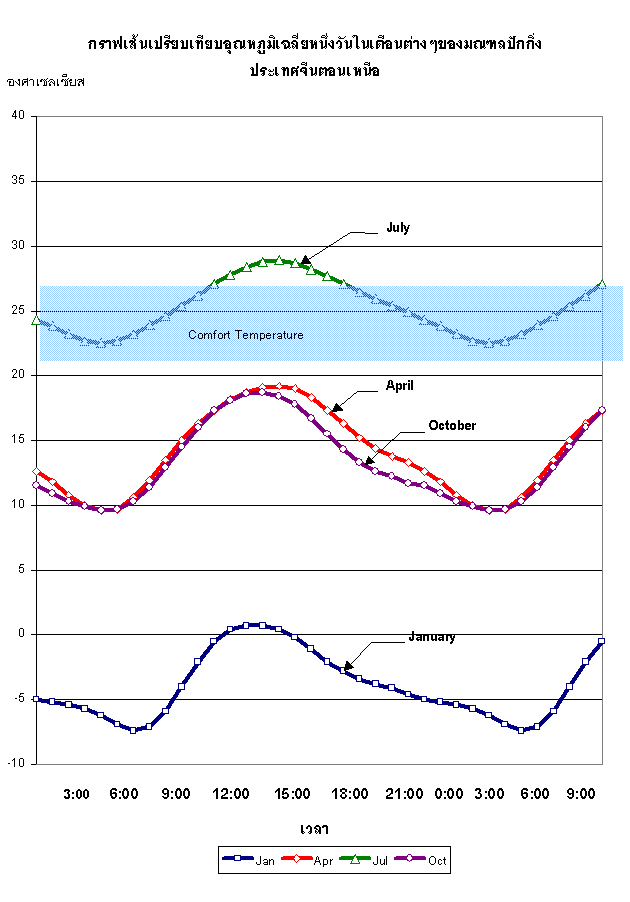 กราฟเส้นเปรียบเทียบอุณหภูมิเฉลี่ยหนึ่งวันในเดือนต่างๆของมณฑลปักกิ่ง
ประเทศจีนตอนเหนือ
องศาเซลเซียส
40
35
30
25
20
15
10
5
0
-5
-10
July
Comfort Temperature
April
October
January
3:00 6:00 9:00 12:00 15:00 18:00 21:00 0:00 3:00 6:00 9:00
เวลา
Jan Apr Jul Oct